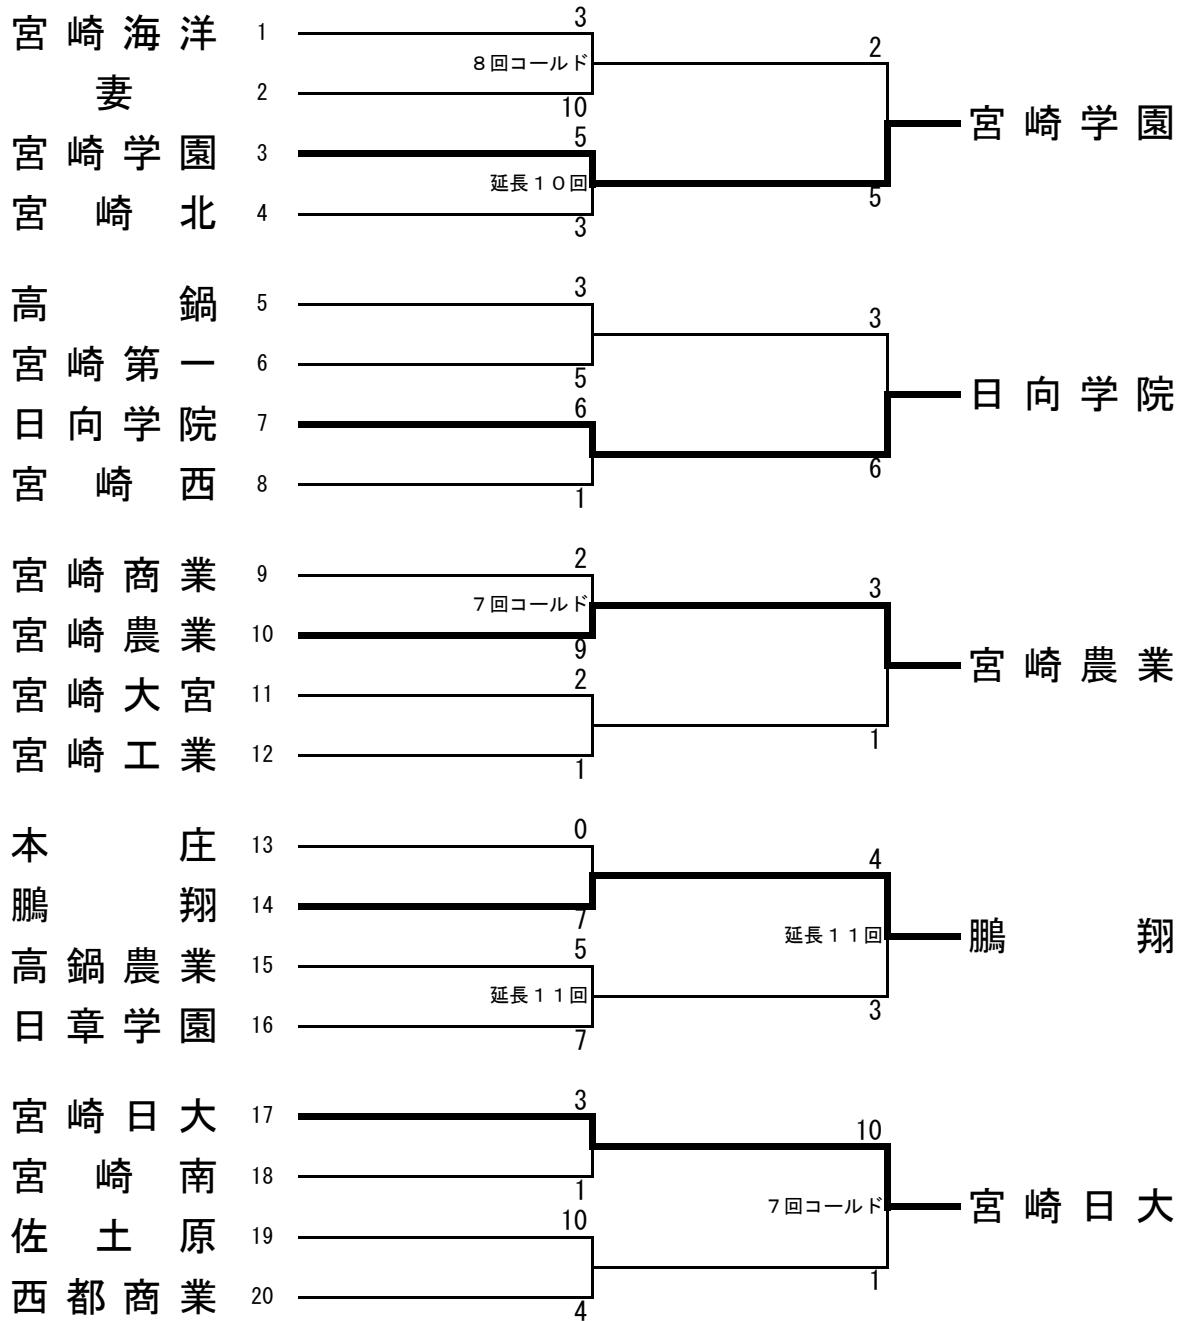 宮崎海洋 1 3
8回コールド 2
妻 2 10
宮崎学園
宮崎学園 3 5
延長10回 5
宮崎北 4 3
高鍋 5 3
3
宮崎第一 6 5
日向学院
日向学院 7 6
6
宮崎西 8 1
宮崎商業 9 2
7回コールド 3
宮崎農業 10 9
宮崎農業
宮崎大宮 11 2
1
宮崎工業 12 1
本庄 13 0
4
鵬翔 14 7
延長11回 鵬翔
高鍋農業 15 5
延長11回 3
日章学園 16 7
宮崎日大 17 3
10
宮崎南 18 1
7回コールド 宮崎日大
佐土原 19 10
1
西都商業 20 4